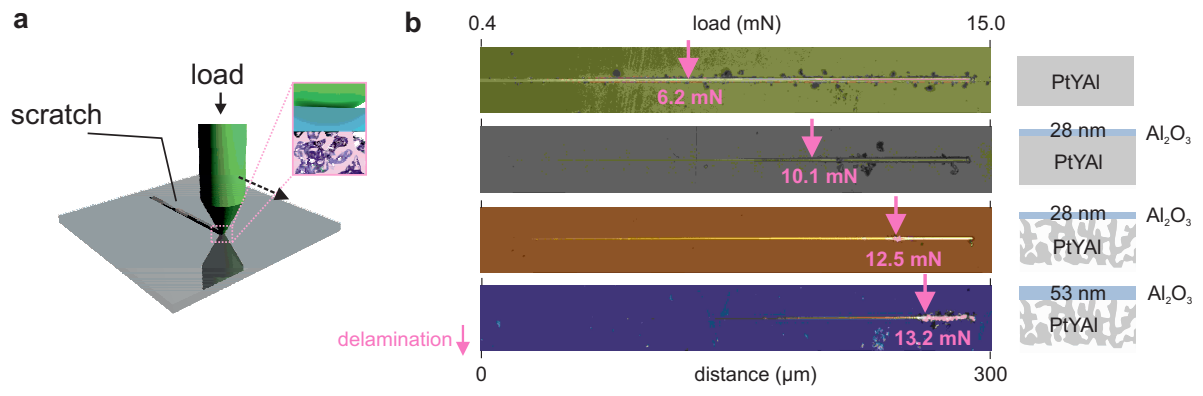 a
load
scratch
b
0.4
load (mN)
15.0
6.2 mN
PtYAl
10.1 mN
28 nm
Al₂O₃
PtYAl
12.5 mN
28 nm
Al₂O₃
PtYAl
13.2 mN
53 nm
Al₂O₃
PtYAl
delamination
0
distance (µm)
300